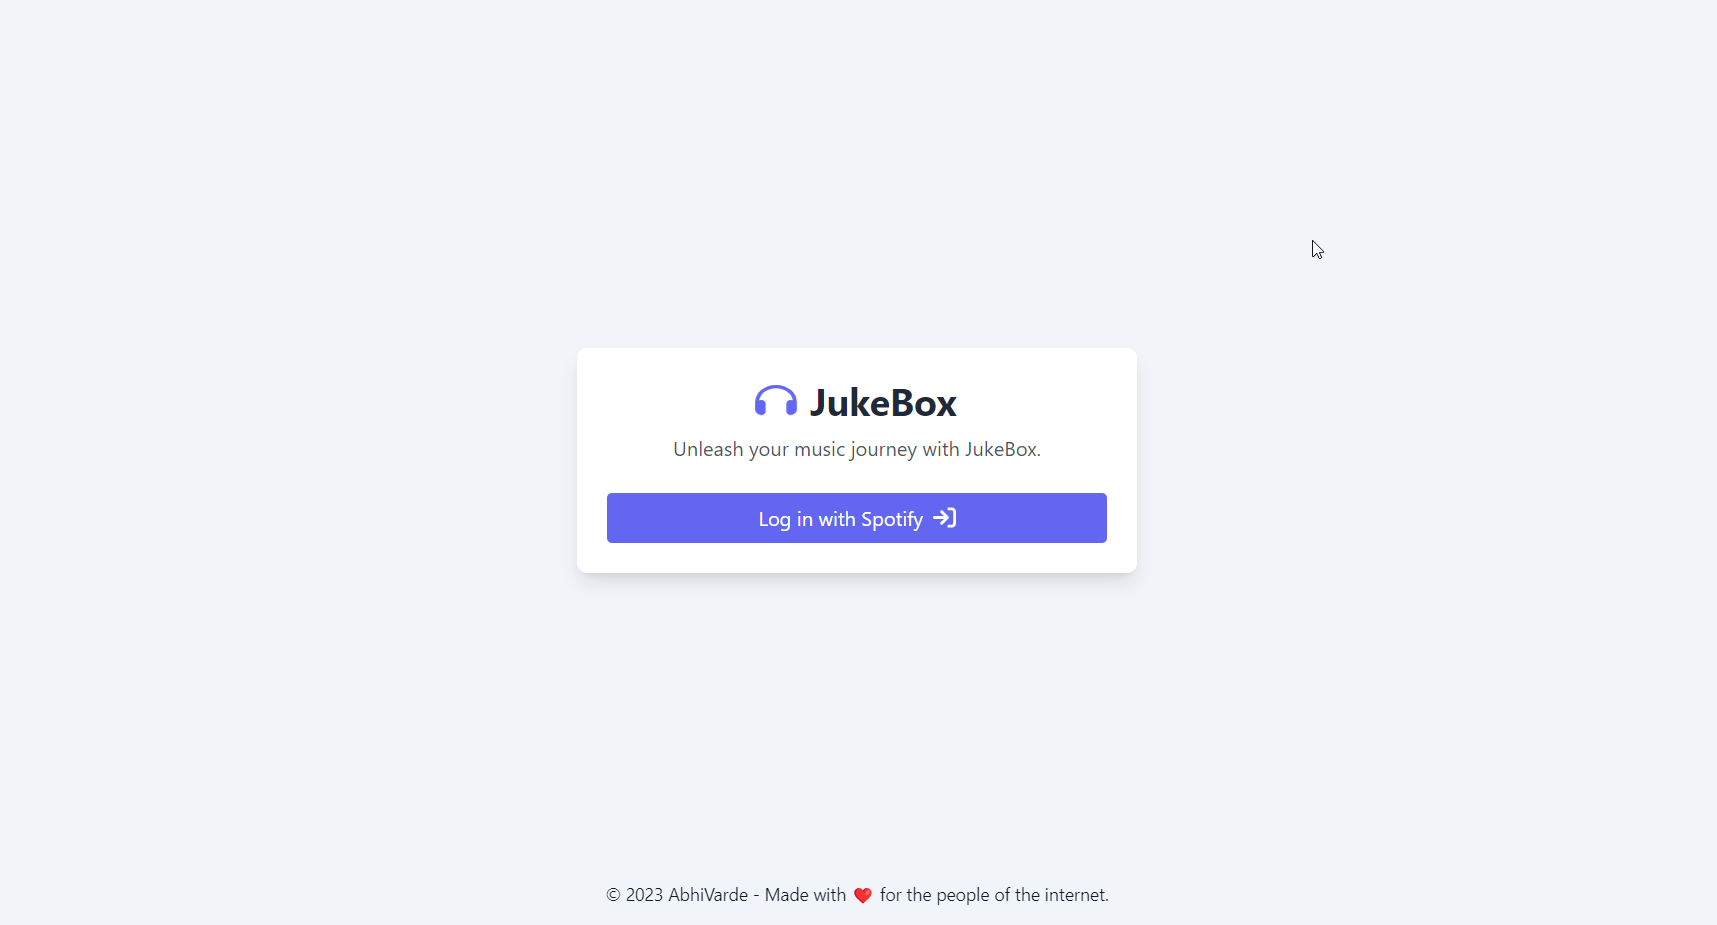 JukeBox
Unleash your music journey with JukeBox.
Log in with Spotify
© 2023 AbhiVarde - Made with ❤️ for the people of the internet.